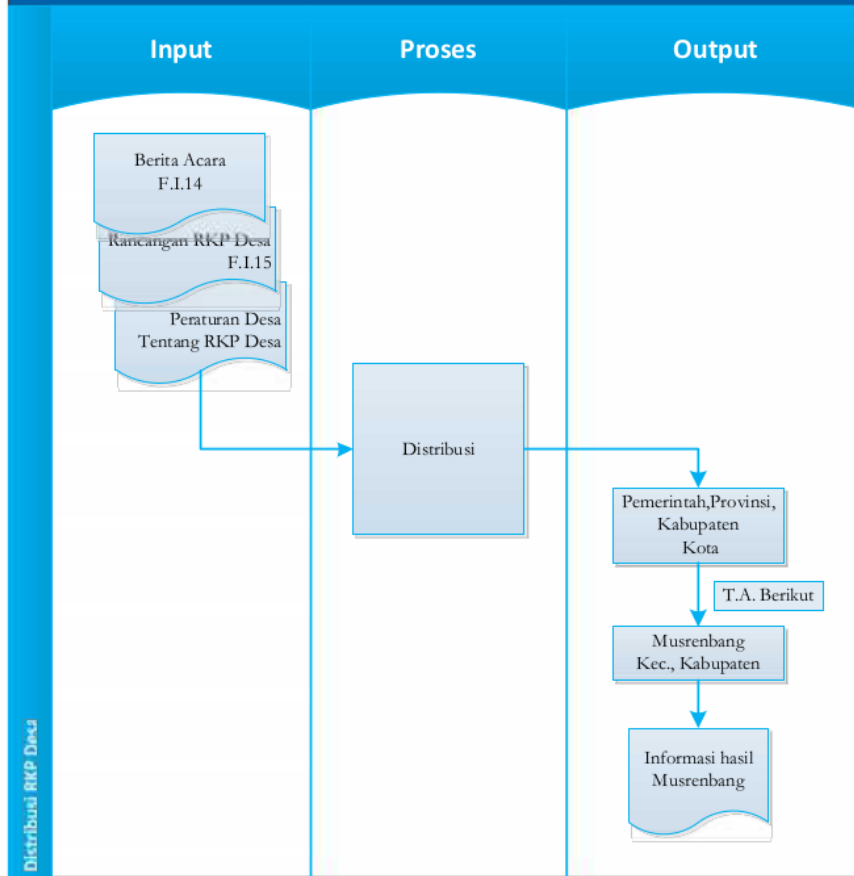 Input
Proses
Output
Berita Acara
F.I.14
Rancangan RKP Desa
F.I.15
Peraturan Desa
Tentang RKP Desa
Distribusi
Pemerintah,Provinsi,
Kabupaten
Kota
T.A. Berikut
Musrenbang
Kec., Kabupaten
Informasi hasil
Musrenbang
Distribusi RKP Desa